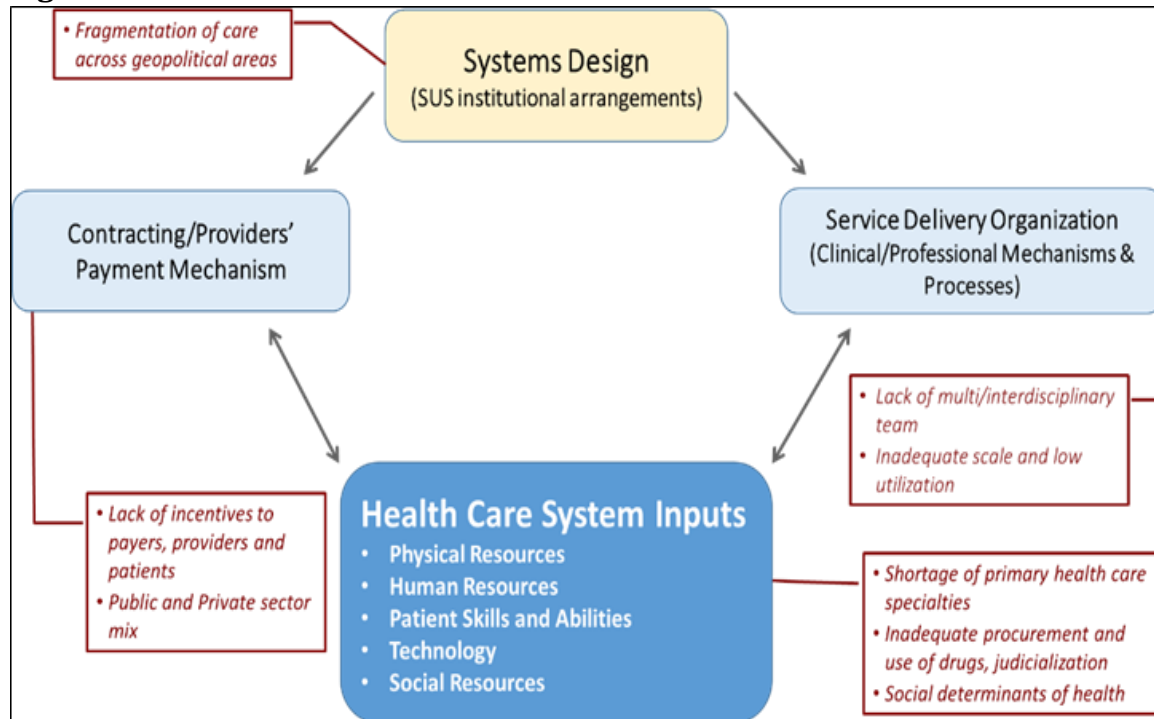 • Fragmentation of care
across geopolitical areas
Systems Design
(SUS institutional arrangements)
Contracting/Providers’
Payment Mechanism
Service Delivery Organization
(Clinical/Professional Mechanisms &
Processes)
• Lack of multi/interdisciplinary
team
• Inadequate scale and low
utilization
• Lack of incentives to
payers, providers and
patients
• Public and Private sector
mix
Health Care System Inputs
• Physical Resources
• Human Resources
• Patient Skills and Abilities
• Technology
• Social Resources
• Shortage of primary health care
specialties
• Inadequate procurement and
use of drugs, judicialization
• Social determinants of health